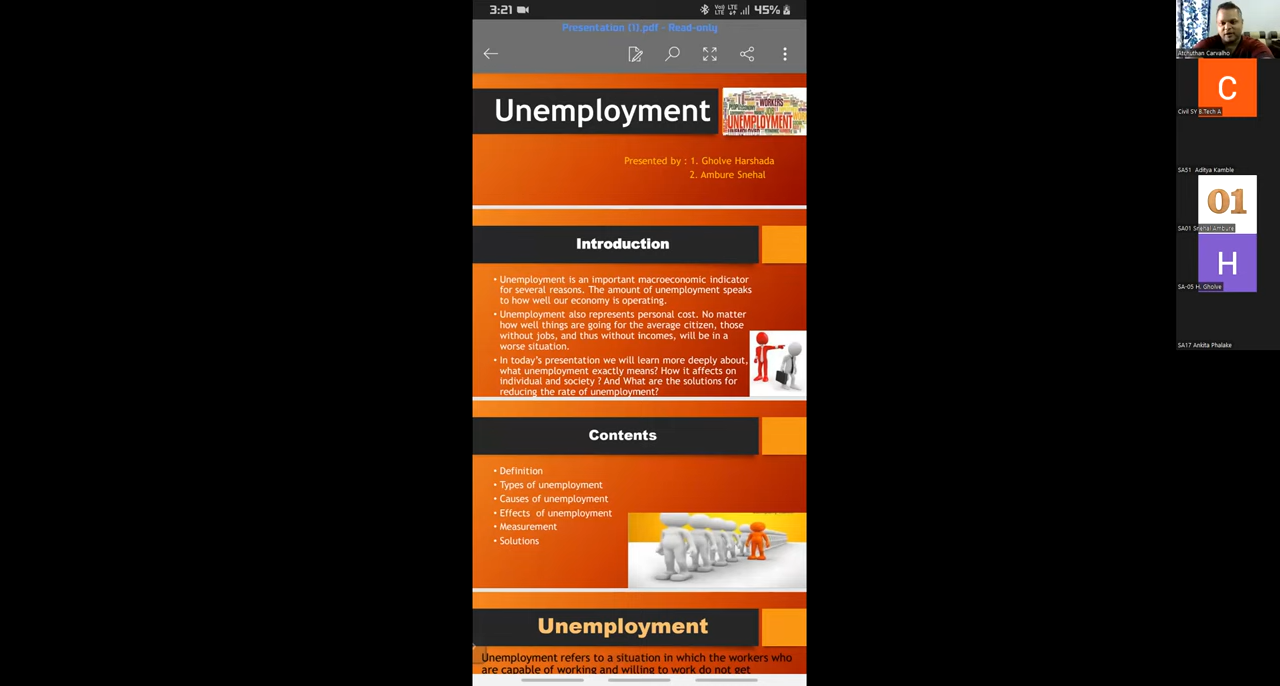 3:21
Vo)) LTE
LTE
45%
Presentation (1).pdf - Read-only
Unemployment
WORKERS
JOB
UNEMPLOYMENT
Presented by : 1. Gholve Harshada
2. Ambure Snehal
Introduction
• Unemployment is an important macroeconomic indicator
for several reasons. The amount of unemployment speaks
to how well our economy is operating.
• Unemployment also represents personal cost. No matter
how well things are going for the average citizen, those
without jobs, and thus without incomes, will be in a
worse situation.
• In today's presentation we will learn more deeply about,
what unemployment exactly means? How it affects on
individual and society ? And What are the solutions for
reducing the rate of unemployment?
Contents
• Definition
• Types of unemployment
• Causes of unemployment
• Effects of unemployment
• Measurement
• Solutions
Unemployment
Unemployment refers to a situation in which the workers who
are capable of working and willing to work do not get
Atchuthan Carvalho
C
Civil SY B.Tech A
SA51 Aditya Kamble
01
SA01 Snehal Ambure
H
SA-05 H. Gholve
SA17 Ankita Phalake